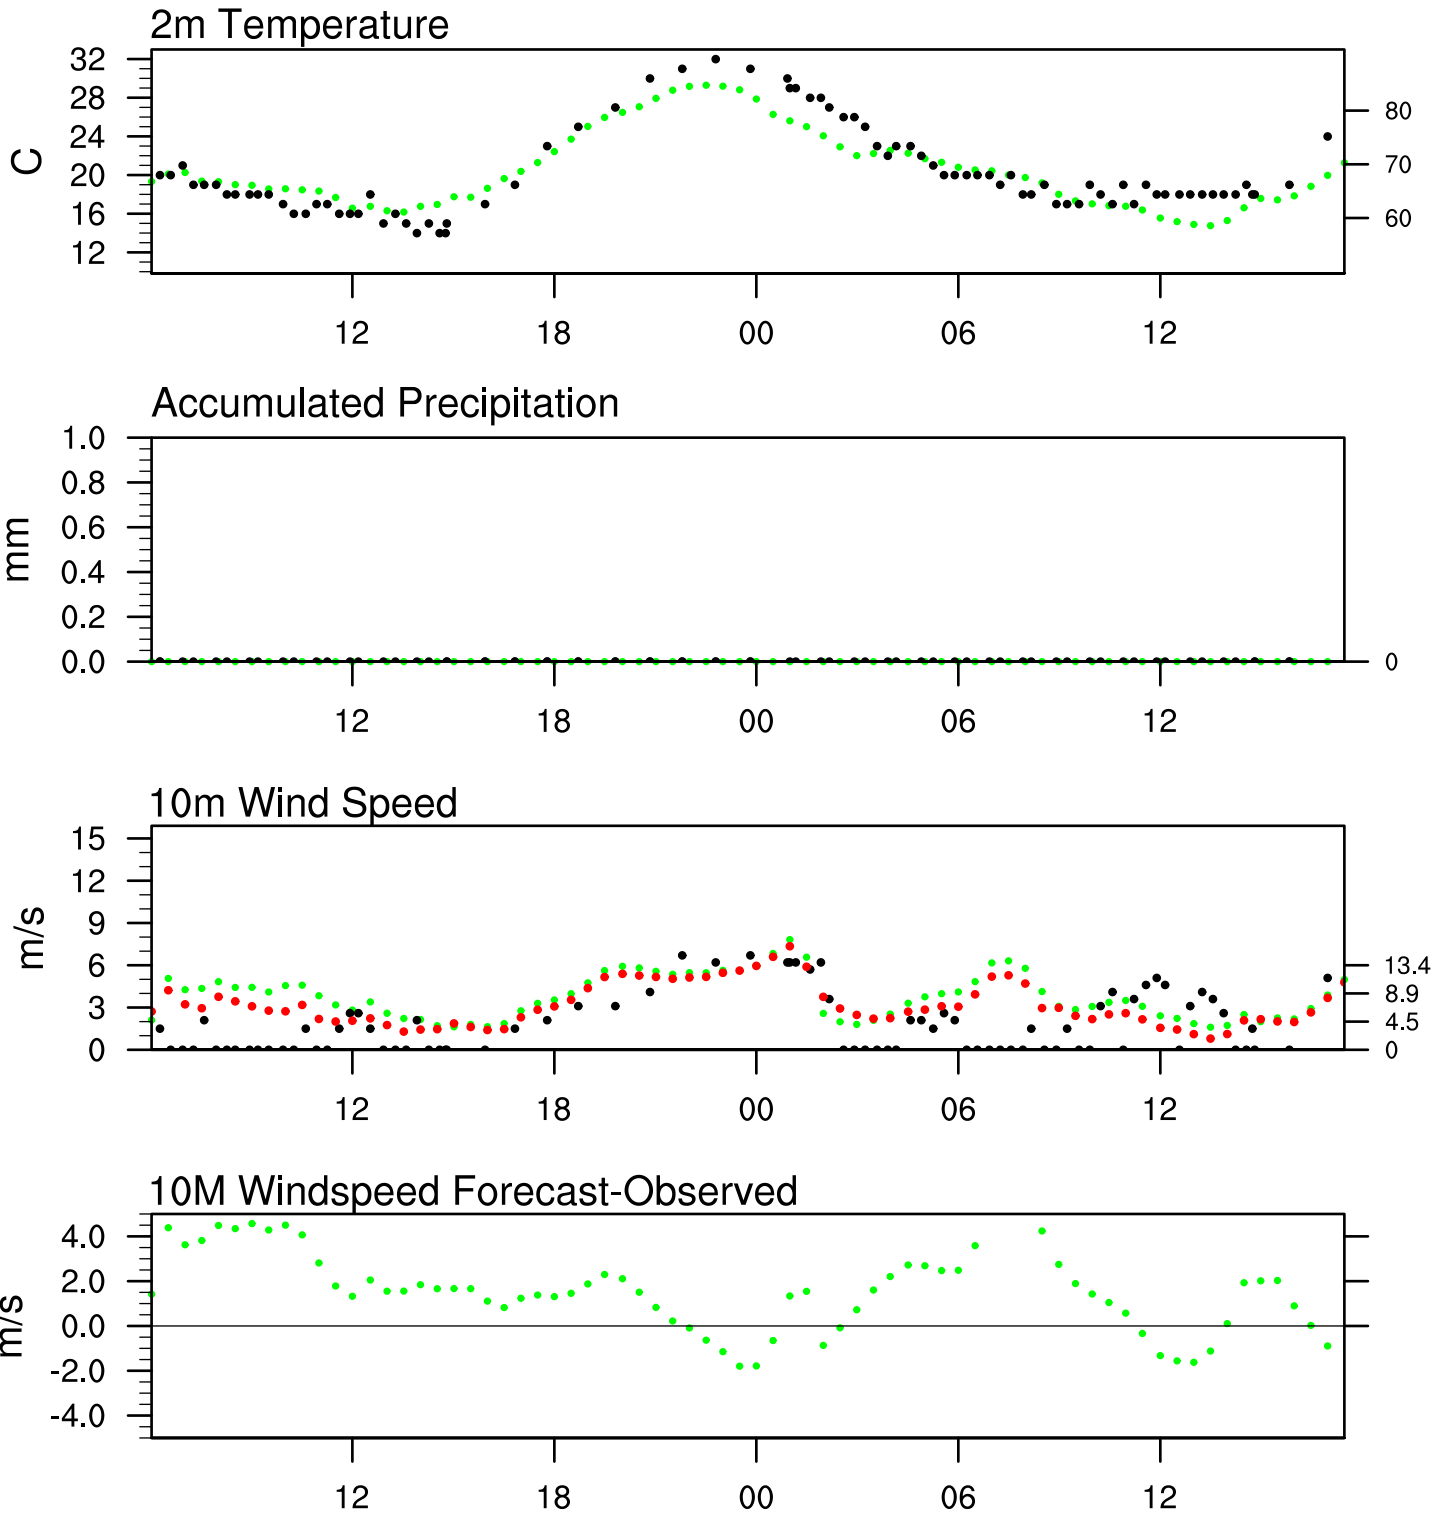 2m Temperature
32
28
24
20
16
12
C
80
70
60
12 18 00 06 12
Accumulated Precipitation
1.0
0.8
0.6
0.4
0.2
0.0
mm
0
12 18 00 06 12
10m Wind Speed
15
12
9
6
3
0
m/s
13.4
8.9
4.5
0
12 18 00 06 12
10M Windspeed Forecast-Observed
4.0
2.0
0.0
-2.0
-4.0
m/s
12 18 00 06 12